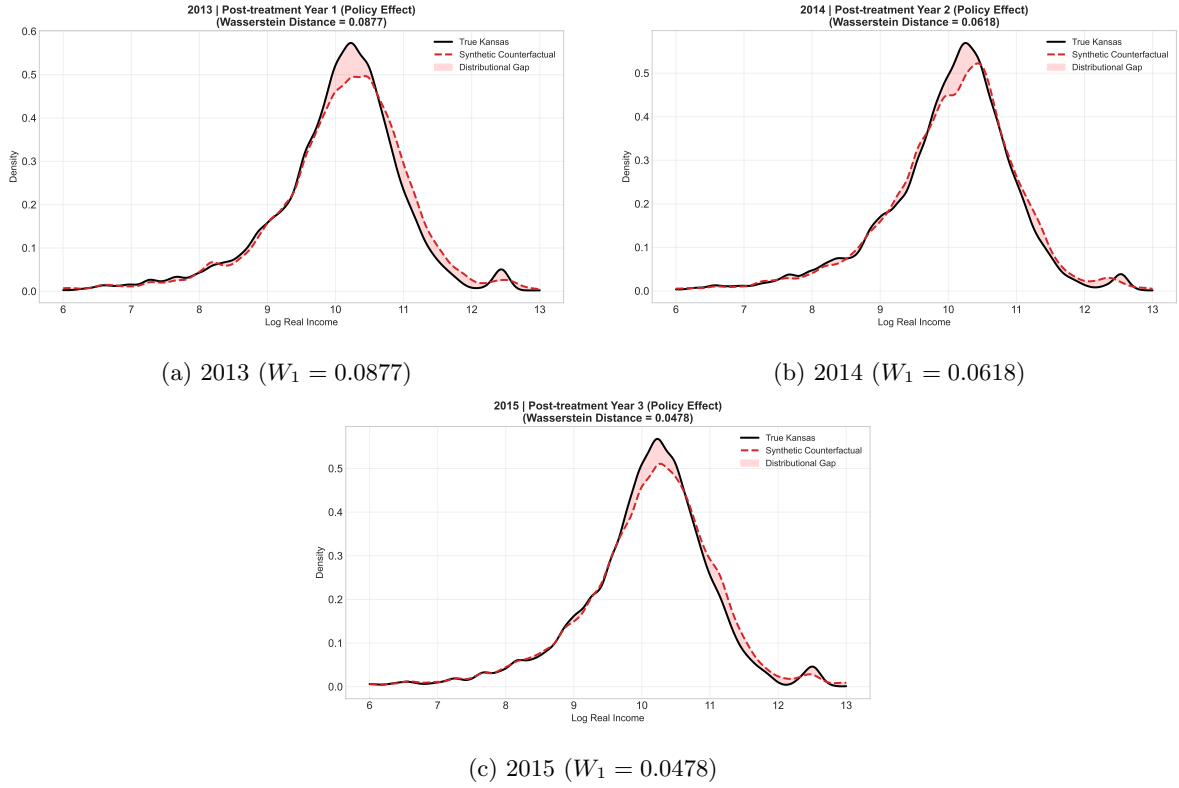 2013 | Post-treatment Year 1 (Policy Effect)
(Wasserstein Distance = 0.0877)
True Kansas
Synthetic Counterfactual
Distributional Gap
Density
0.6
0.5
0.4
0.3
0.2
0.1
0.0
6 7 8 9 10 11 12 13
Log Real Income
(a) 2013 (W₁ = 0.0877)
2014 | Post-treatment Year 2 (Policy Effect)
(Wasserstein Distance = 0.0618)
True Kansas
Synthetic Counterfactual
Distributional Gap
Density
0.5
0.4
0.3
0.2
0.1
0.0
6 7 8 9 10 11 12 13
Log Real Income
(b) 2014 (W₁ = 0.0618)
2015 | Post-treatment Year 3 (Policy Effect)
(Wasserstein Distance = 0.0478)
True Kansas
Synthetic Counterfactual
Distributional Gap
Density
0.5
0.4
0.3
0.2
0.1
0.0
6 7 8 9 10 11 12 13
Log Real Income
(c) 2015 (W₁ = 0.0478)